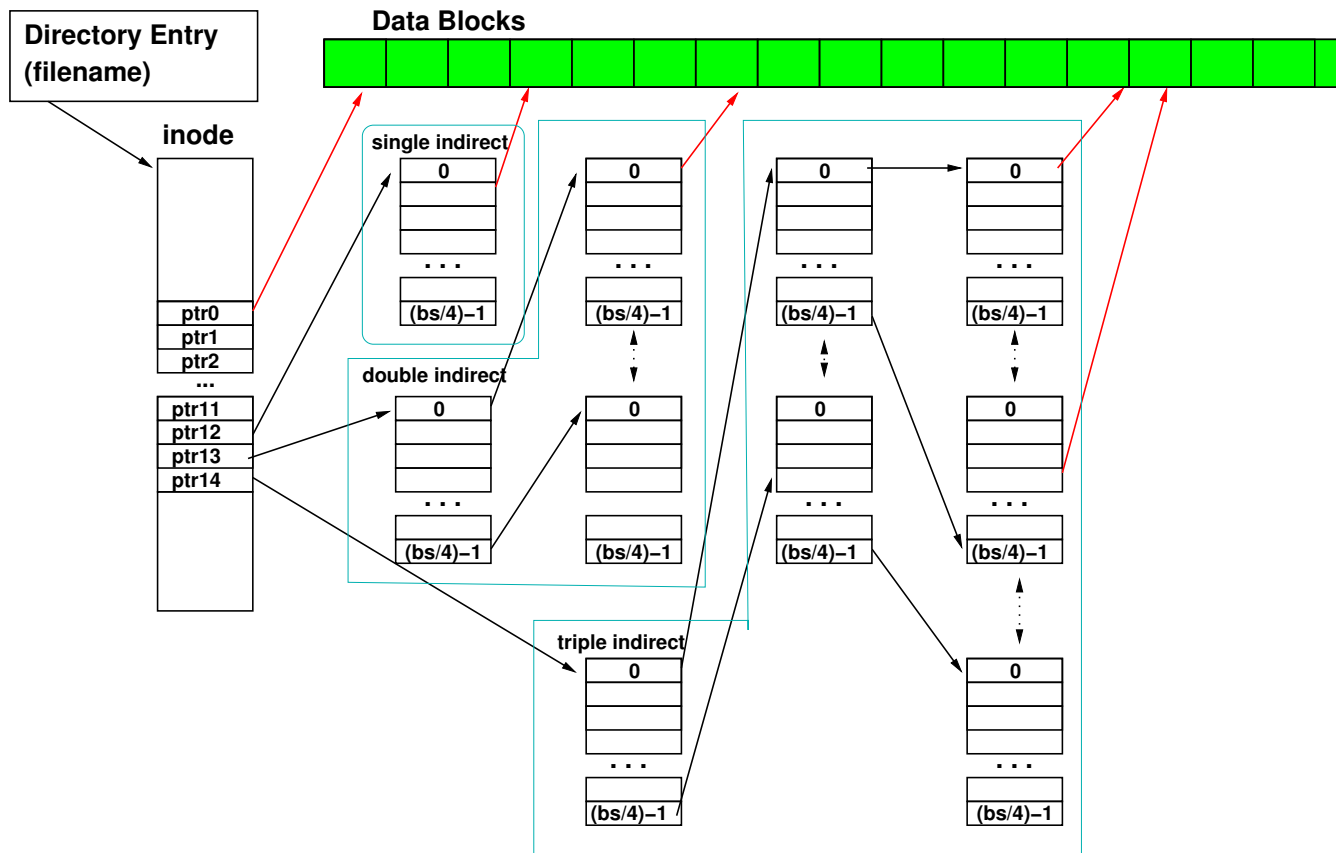 Directory Entry
(filename)
Data Blocks
inode
ptr0
ptr1
ptr2
...
ptr11
ptr12
ptr13
ptr14
single indirect
0
. . .
(bs/4)−1
0
. . .
(bs/4)−1
double indirect
0
. . .
(bs/4)−1
0
(bs/4)−1
0
. . .
(bs/4)−1
0
. . .
(bs/4)−1
0
. . .
(bs/4)−1
0
. . .
(bs/4)−1
triple indirect
0
. . .
(bs/4)−1
0
. . .
(bs/4)−1